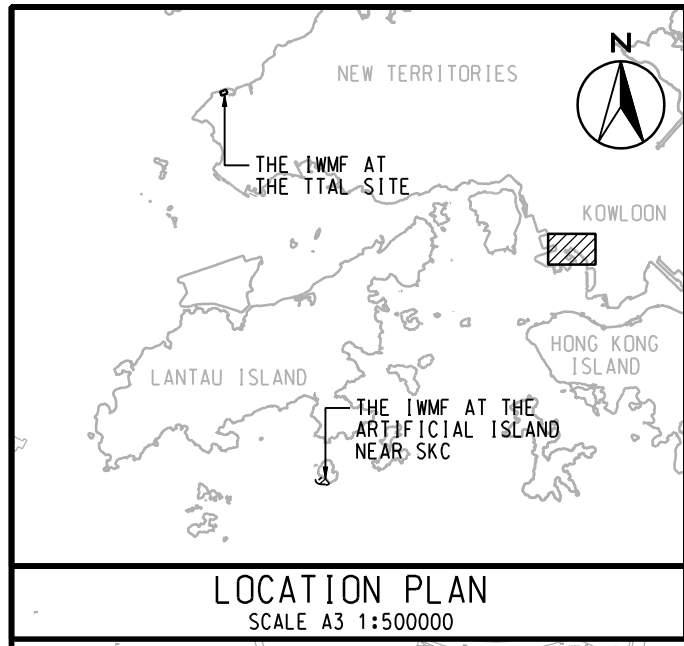 N
NEW TERRITORIES
THE IWMF AT
THE TTAL SITE
KOWLOON
HONG KONG
ISLAND
LANTAU ISLAND
THE IWMF AT THE
ARTIFICIAL ISLAND
NEAR SKC
LOCATION PLAN
SCALE A3 1:500000